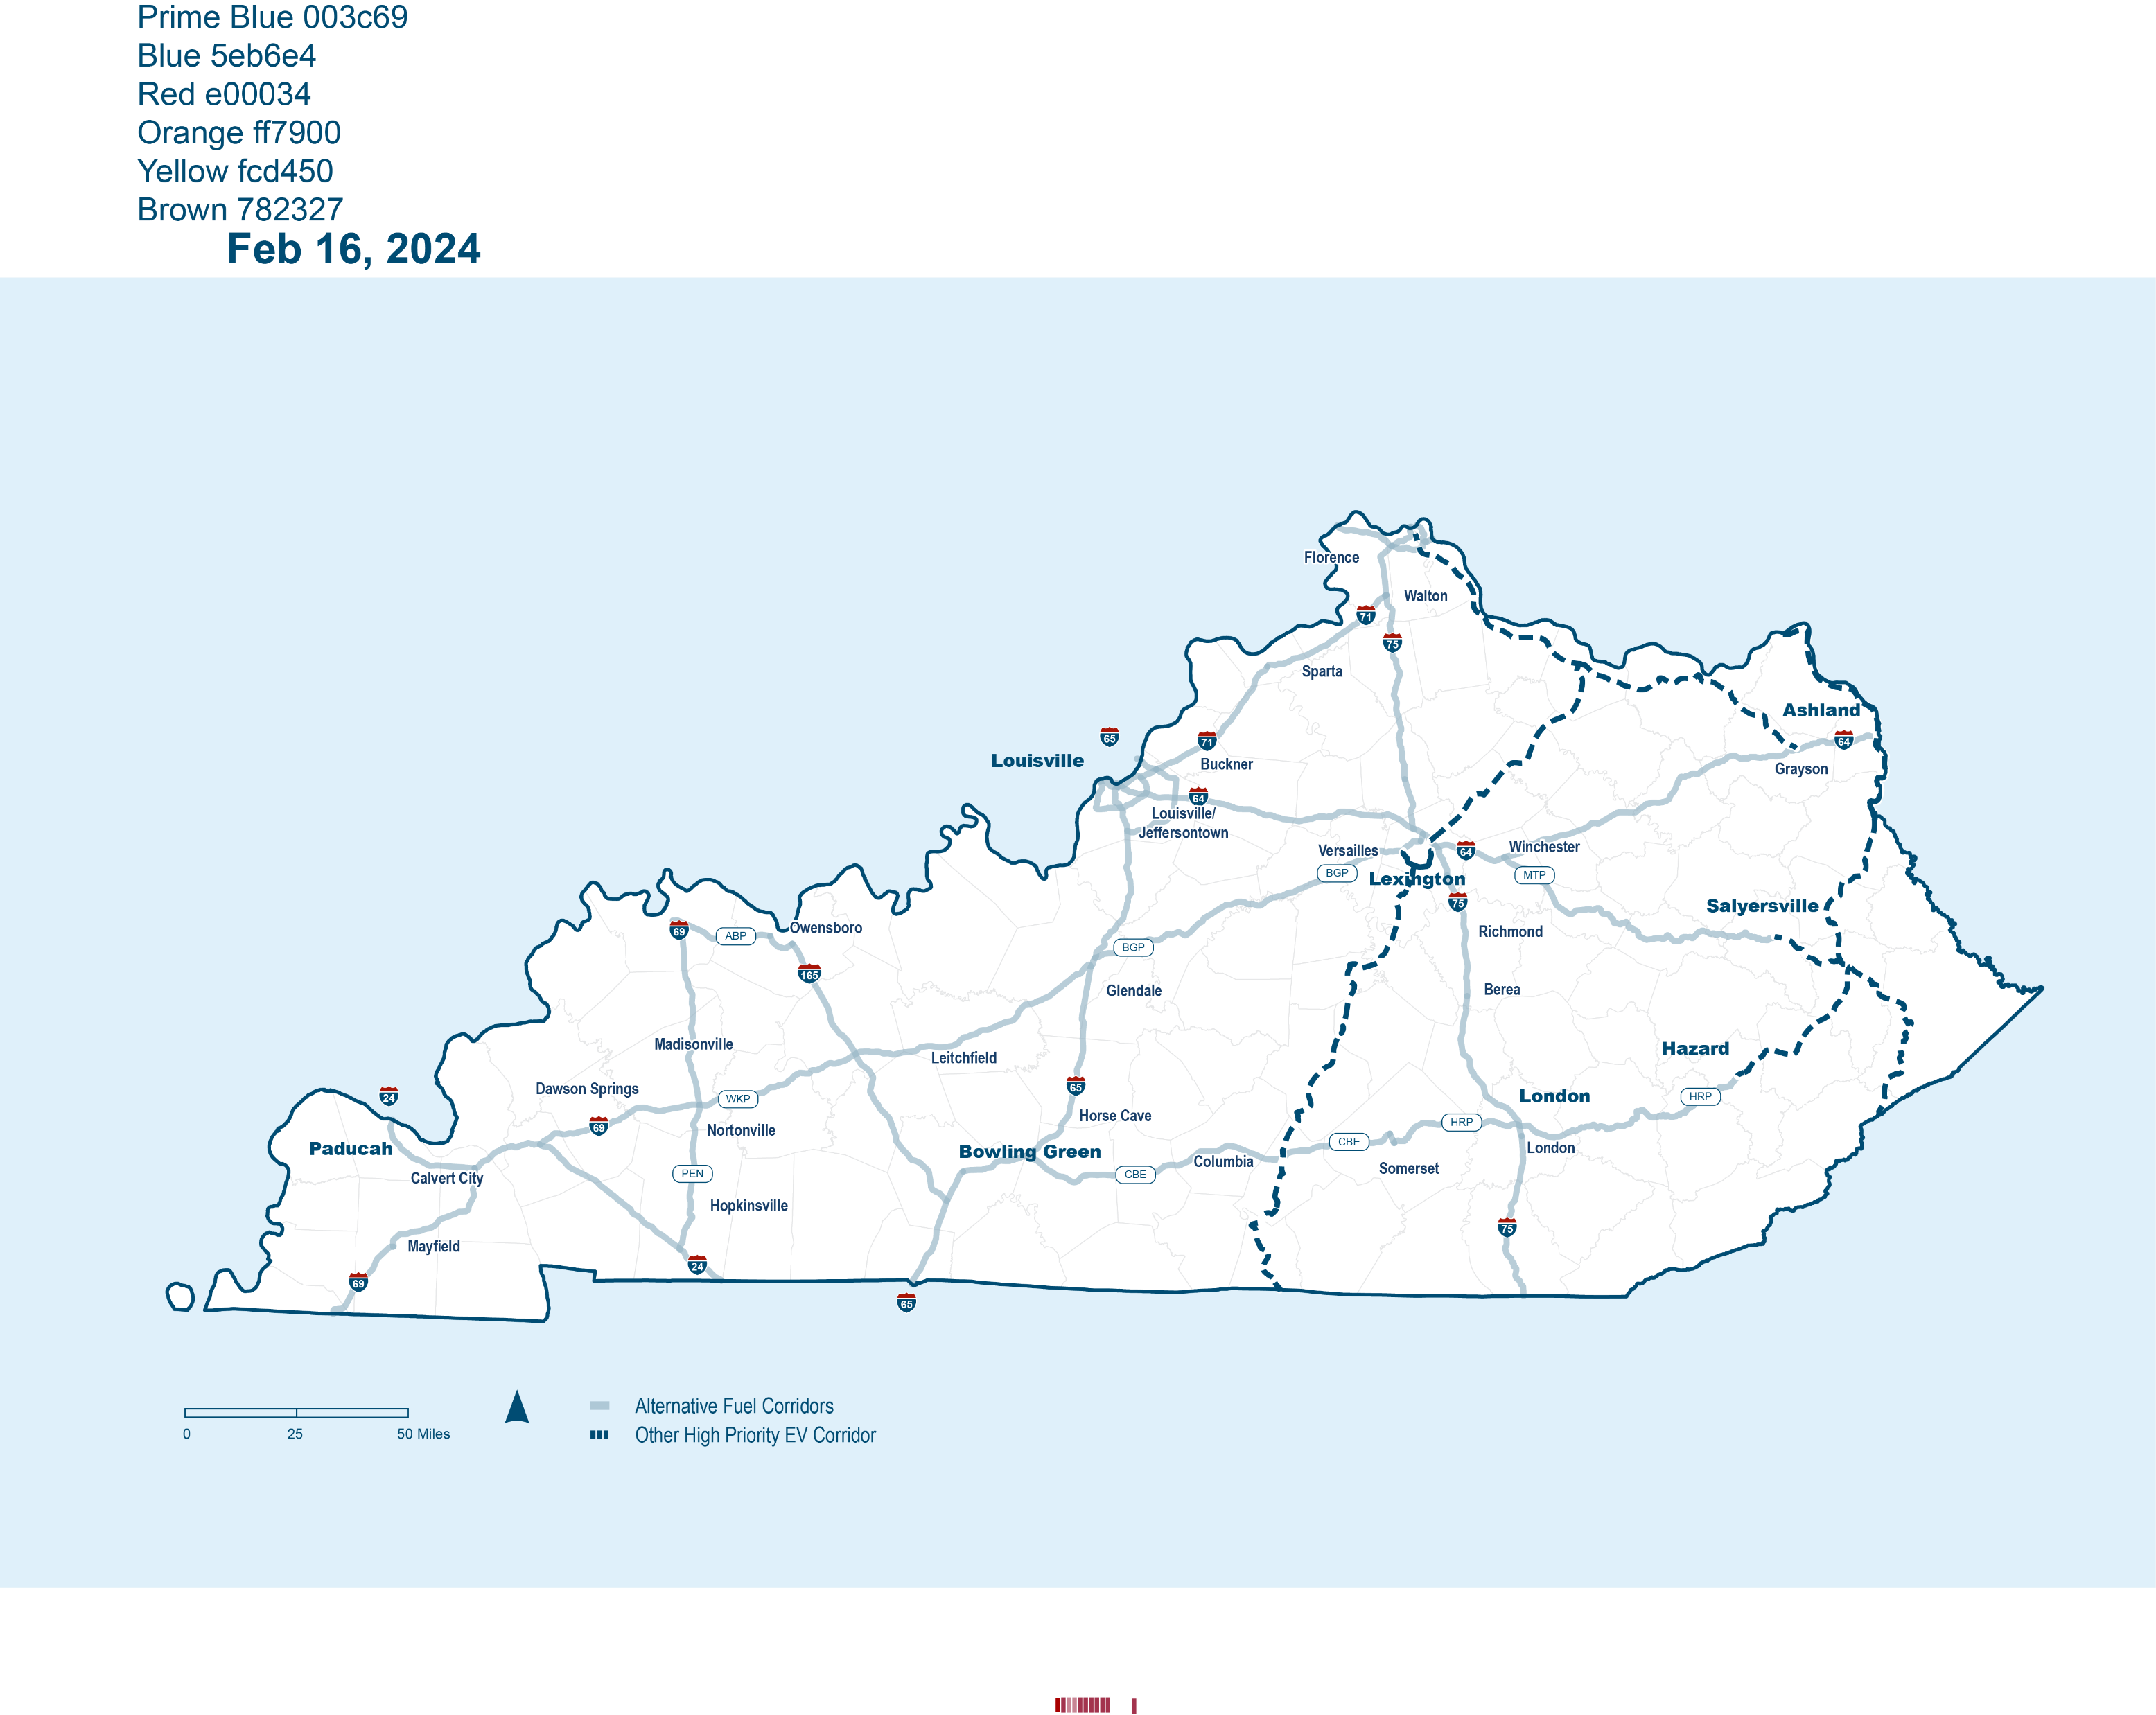 Prime Blue 003c69
Blue 5eb6e4
Red e00034
Orange ff7900
Yellow fcd450
Brown 782327
Feb 16, 2024
Florence
Walton
71
75
Sparta
Ashland
65
71
64
Louisville
Buckner
Grayson
64
Louisville/
Jeffersontown
Versailles
64
Winchester
BGP
Lexington
MTP
75
Salyersville
69
ABP
Owensboro
Richmond
BGP
165
Glendale
Berea
Madisonville
Leitchfield
Hazard
Dawson Springs
65
24
WKP
London
HRP
69
Horse Cave
Nortonville
HRP
Paducah
Bowling Green
CBE
London
Calvert City
PEN
CBE
Columbia
Somerset
Hopkinsville
75
Mayfield
24
69
65
Alternative Fuel Corridors
0
25
50 Miles
Other High Priority EV Corridor